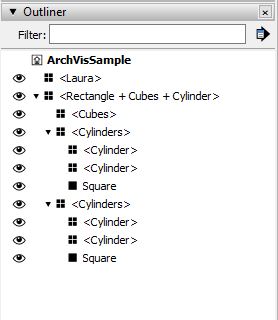 Outliner
Filter:
ArchVisSample
<Laura>
<Rectangle + Cubes + Cylinder>
<Cubes>
<Cylinders>
<Cylinder>
<Cylinder>
Square
<Cylinders>
<Cylinder>
<Cylinder>
Square